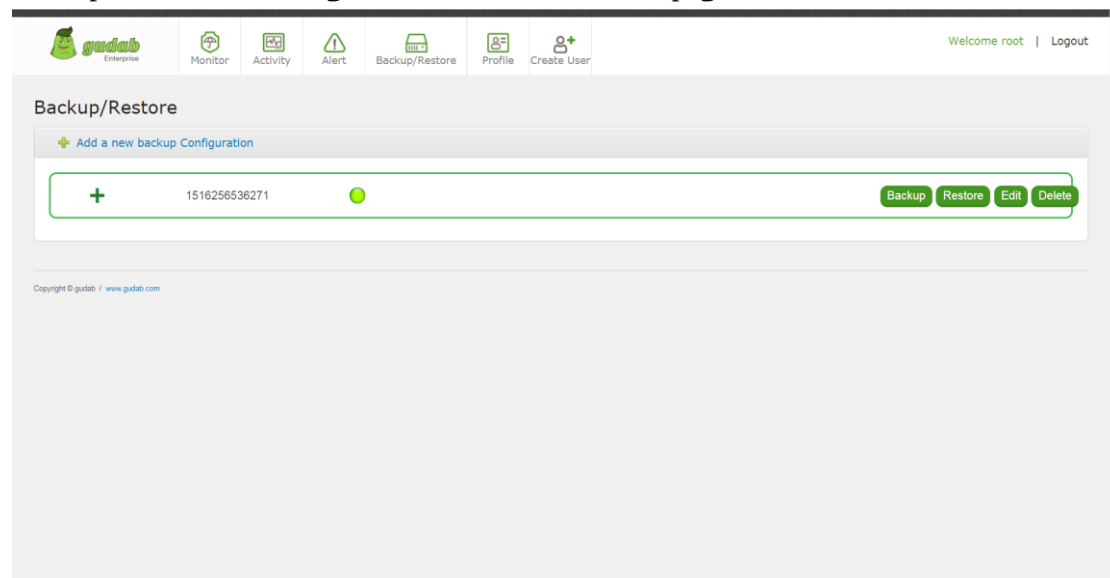 gudab
Enterprise
Monitor
Activity
Alert
Backup/Restore
Profile
Create User
Welcome root | Logout
Backup/Restore
Add a new backup Configuration
1516256536271
Backup
Restore
Edit
Delete
Copyright © gudab / www.gudab.com